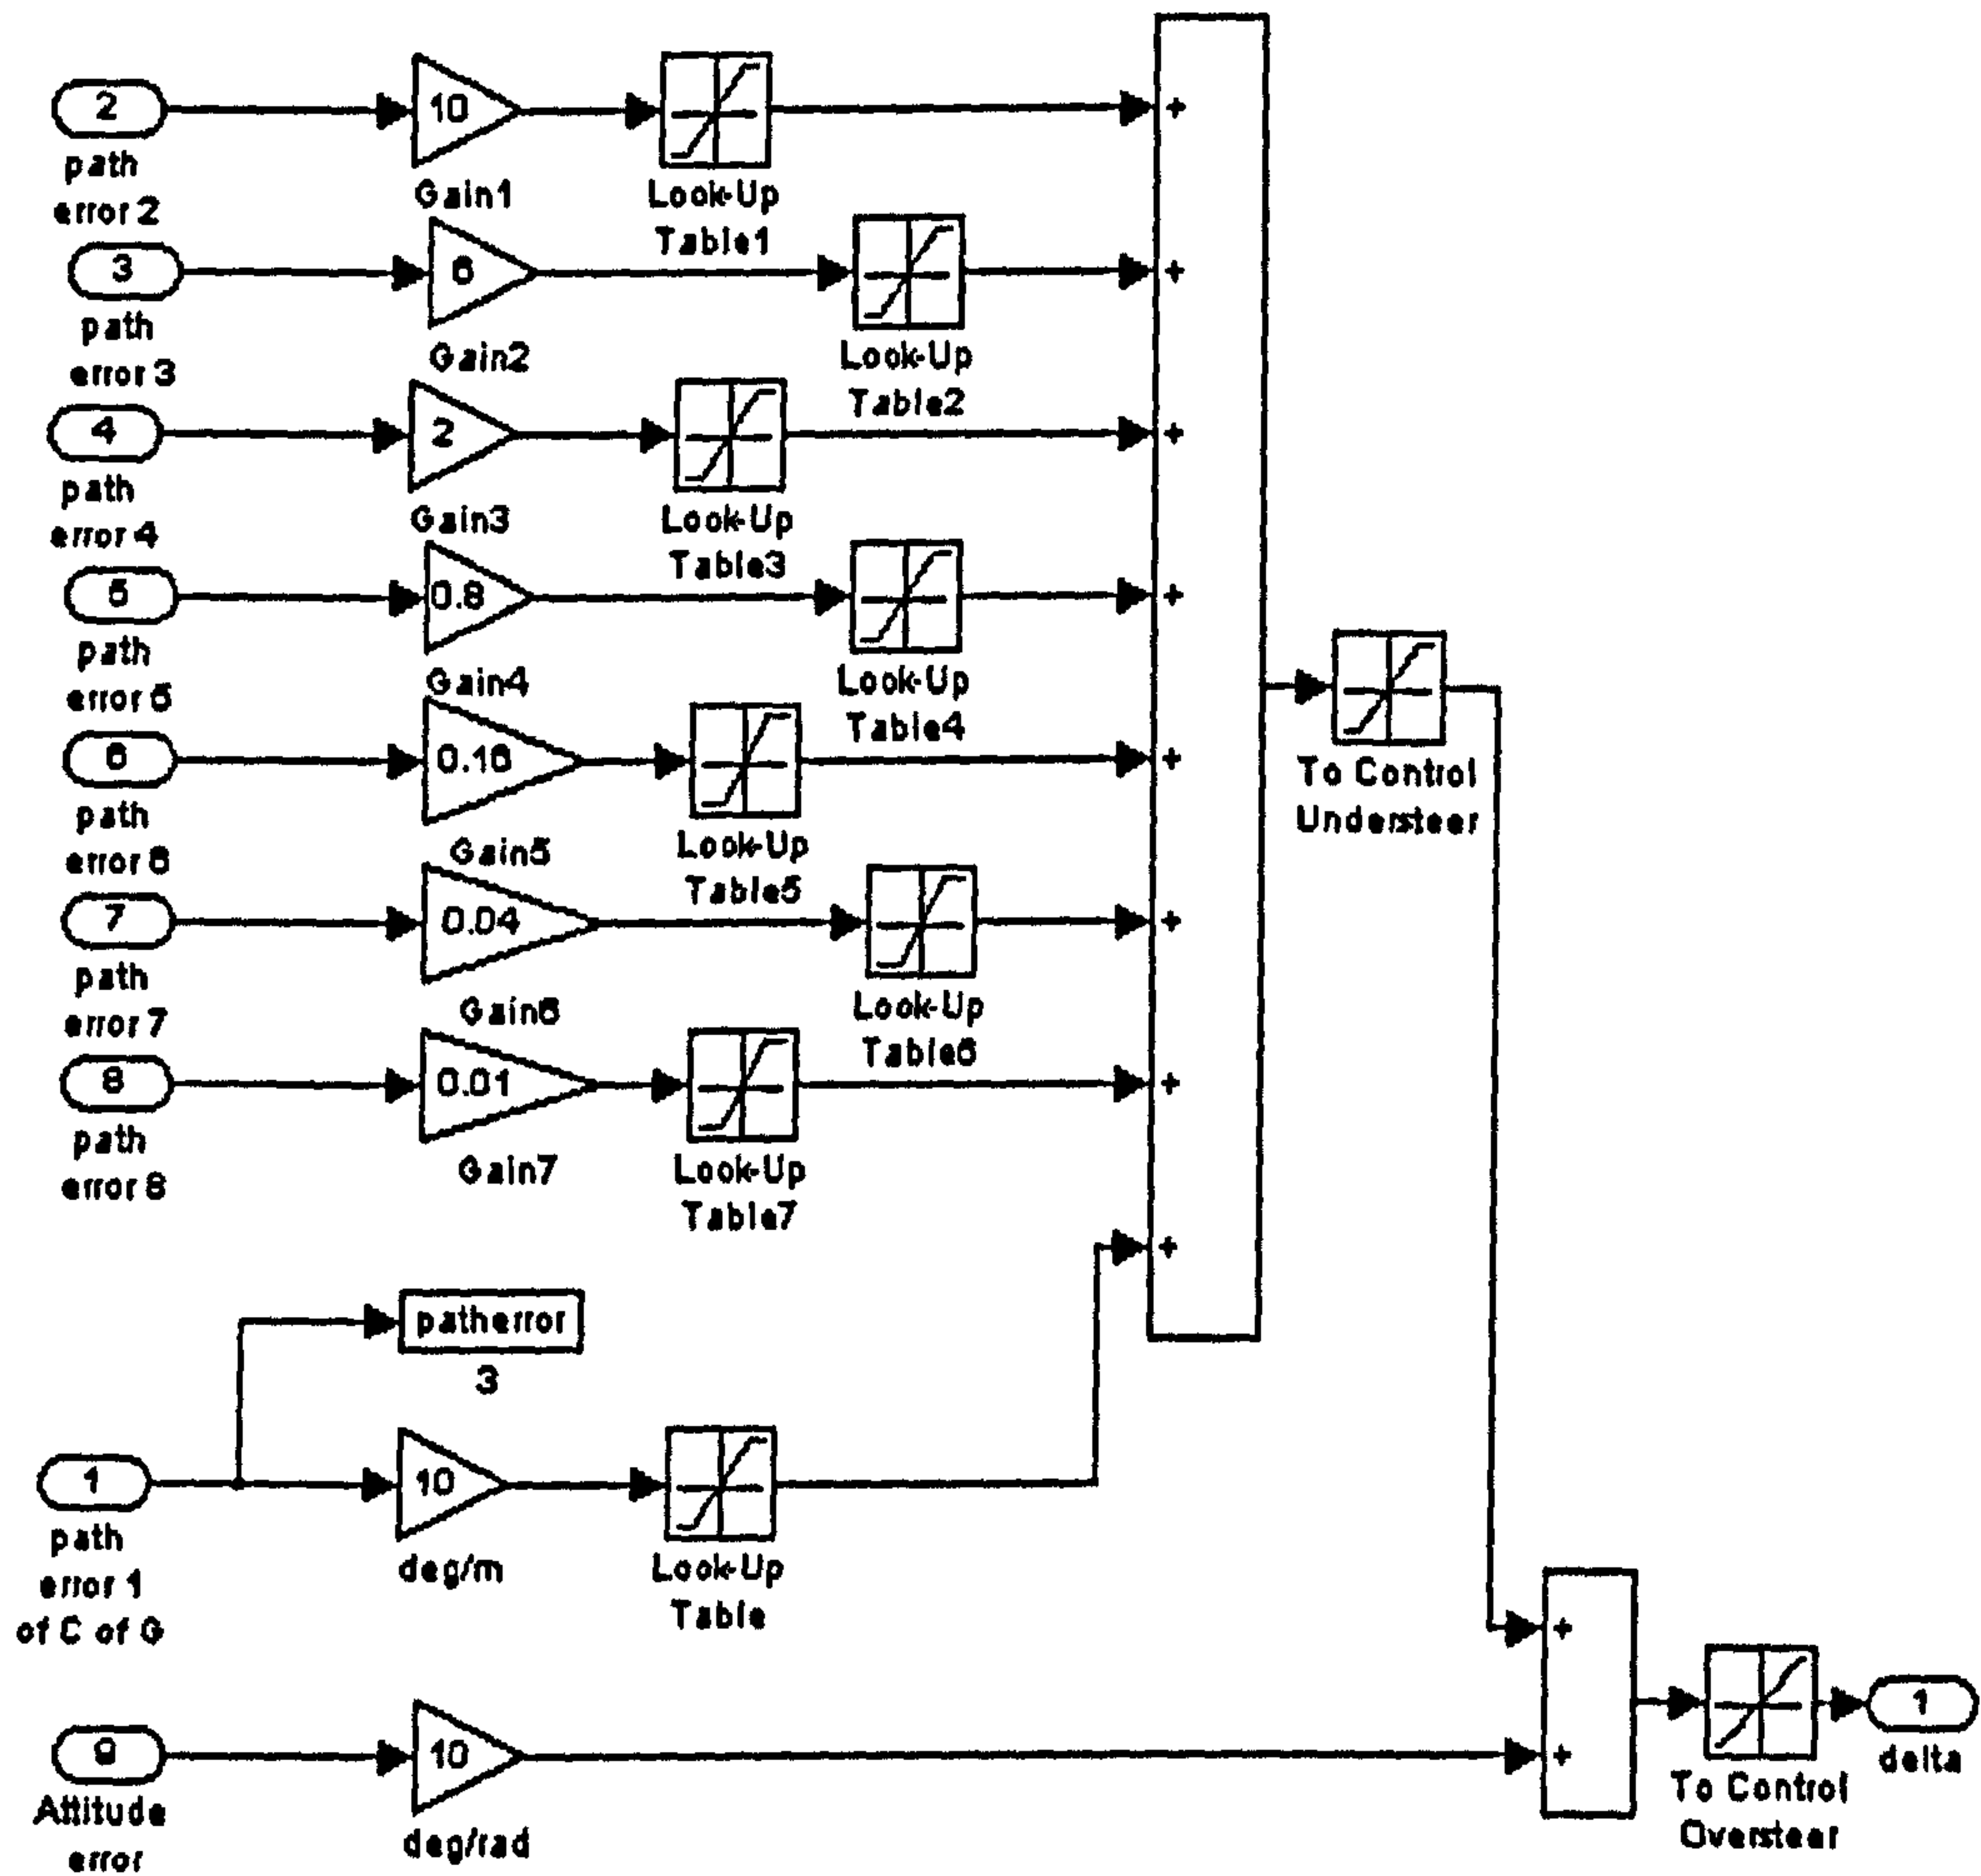 2
path
error 2
10
Gain1
Look-Up
Table1
+
3
path
error 3
6
Gain2
Look-Up
Table2
+
4
path
error 4
2
Gain3
Look-Up
Table3
+
5
path
error 5
0.8
Gain4
Look-Up
Table4
+
6
path
error 6
0.16
Gain5
Look-Up
Table5
+
7
path
error 7
0.04
Gain6
Look-Up
Table6
+
8
path
error 8
0.01
Gain7
Look-Up
Table7
+
To Control
Understeer
+
patherror
3
1
path
error 1
of C of G
10
deg/m
Look-Up
Table
9
Attitude
error
10
deg/rad
+
+
To Control
Oversteer
1
delta